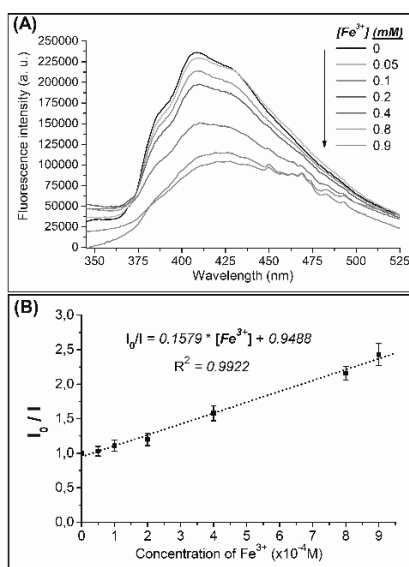 (A)
[Fe³⁺] (mM)
0
0.05
0.1
0.2
0.4
0.8
0.9
Fluorescence intensity (a. u.)
250000
225000
200000
175000
150000
125000
100000
75000
50000
25000
0
350 375 400 425 450 475 500 525
Wavelength (nm)
(B)
I₀/I = 0.1579 * [Fe³⁺] + 0.9488
R² = 0.9922
I₀ / I
3,0
2,5
2,0
1,5
1,0
0,5
0,0
0 1 2 3 4 5 6 7 8 9
Concentration of Fe³⁺ (x10⁻⁴M)